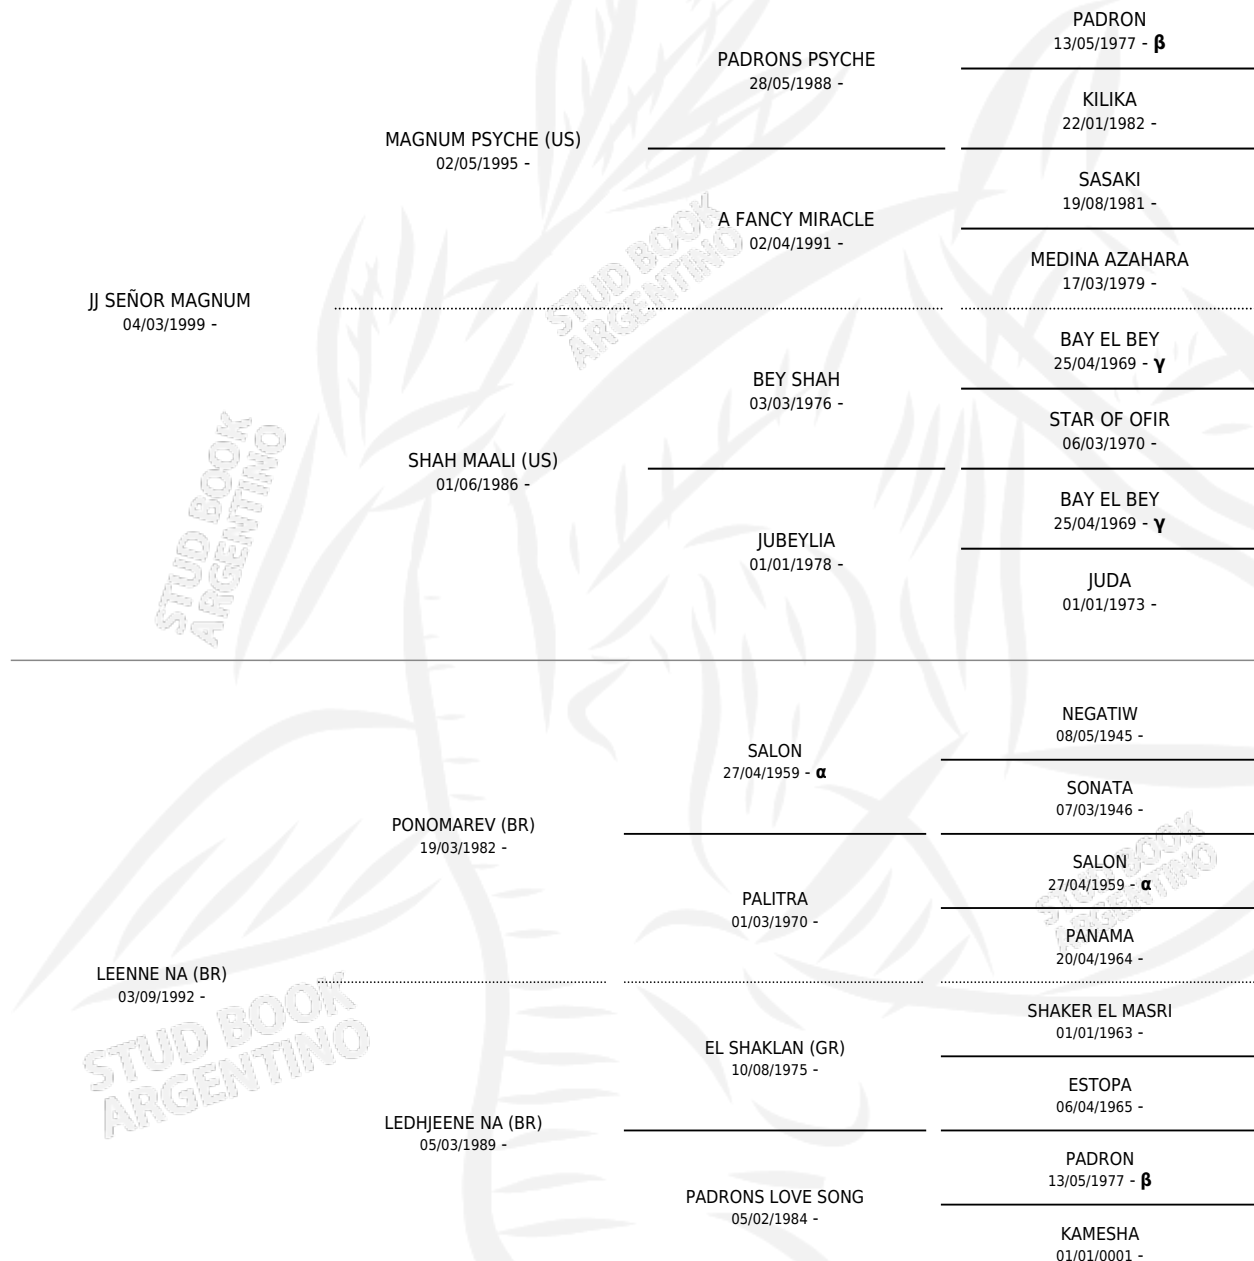 PADRON
13/05/1977 - β
PADRONS PSYCHE
28/05/1988 -
KILIKA
22/01/1982 -
MAGNUM PSYCHE (US)
02/05/1995 -
SASAKI
19/08/1981 -
A FANCY MIRACLE
02/04/1991 -
MEDINA AZAHARA
17/03/1979 -
JJ SEÑOR MAGNUM
04/03/1999 -
BAY EL BEY
25/04/1969 - γ
BEY SHAH
03/03/1976 -
STAR OF OFIR
06/03/1970 -
SHAH MAALI (US)
01/06/1986 -
BAY EL BEY
25/04/1969 - γ
JUBEYLIA
01/01/1978 -
JUDA
01/01/1973 -
NEGATIW
08/05/1945 -
SALON
27/04/1959 - α
SONATA
07/03/1946 -
PONOMAREV (BR)
19/03/1982 -
SALON
27/04/1959 - α
PALITRA
01/03/1970 -
PANAMA
20/04/1964 -
LEENNE NA (BR)
03/09/1992 -
SHAKER EL MASRI
01/01/1963 -
EL SHAKLAN (GR)
10/08/1975 -
ESTOPA
06/04/1965 -
LEDHJEENE NA (BR)
05/03/1989 -
PADRON
13/05/1977 - β
PADRONS LOVE SONG
05/02/1984 -
KAMESHA
01/01/0001 -
STUD BOOK
ARGENTINO
STUD BOOK
ARGENTINO
STUD BOOK
ARGENTINO
STUD BOOK
ARGENTINO